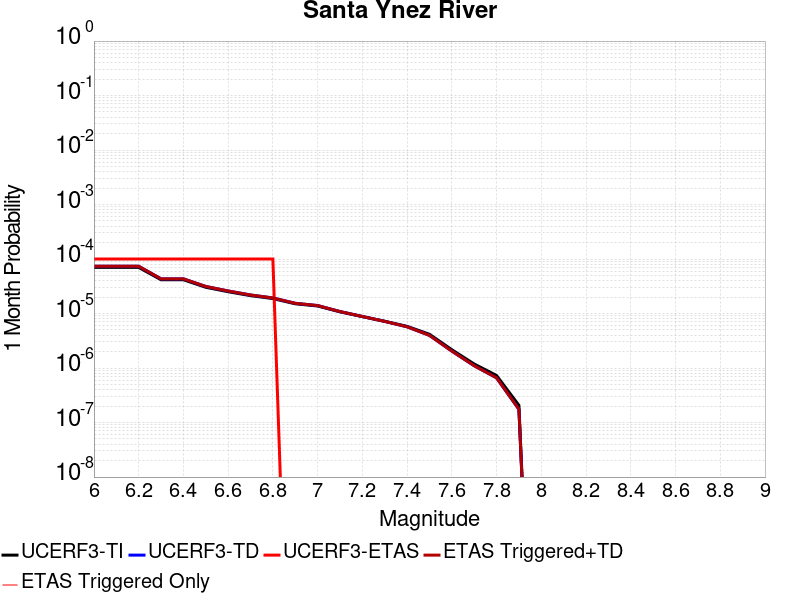 Santa Ynez River
1 Month Probability
10^0
10^-1
10^-2
10^-3
10^-4
10^-5
10^-6
10^-7
10^-8
6 6.2 6.4 6.6 6.8 7 7.2 7.4 7.6 7.8 8 8.2 8.4 8.6 8.8 9
Magnitude
UCERF3-TI UCERF3-TD UCERF3-ETAS ETAS Triggered+TD
ETAS Triggered Only